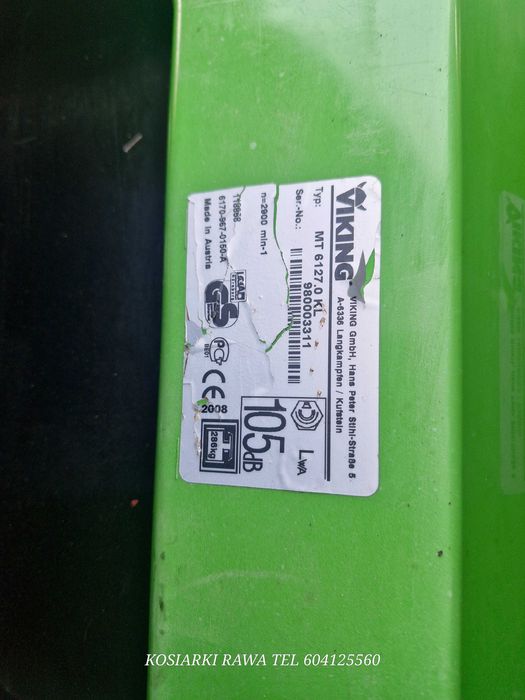 VIKING
VIKING GmbH, Hans Peter Stihl-Straße 5
A-6336 Langkampfen / Kufstein
Typ: MT 6127.0 KL
Ser.-No.: 980003311
n=2900 min-1
6170-967-0150-A
Made in Austria
GS
CE
2008
LWA
105dB
286kg
KOSIARKI RAWA TEL 604125560